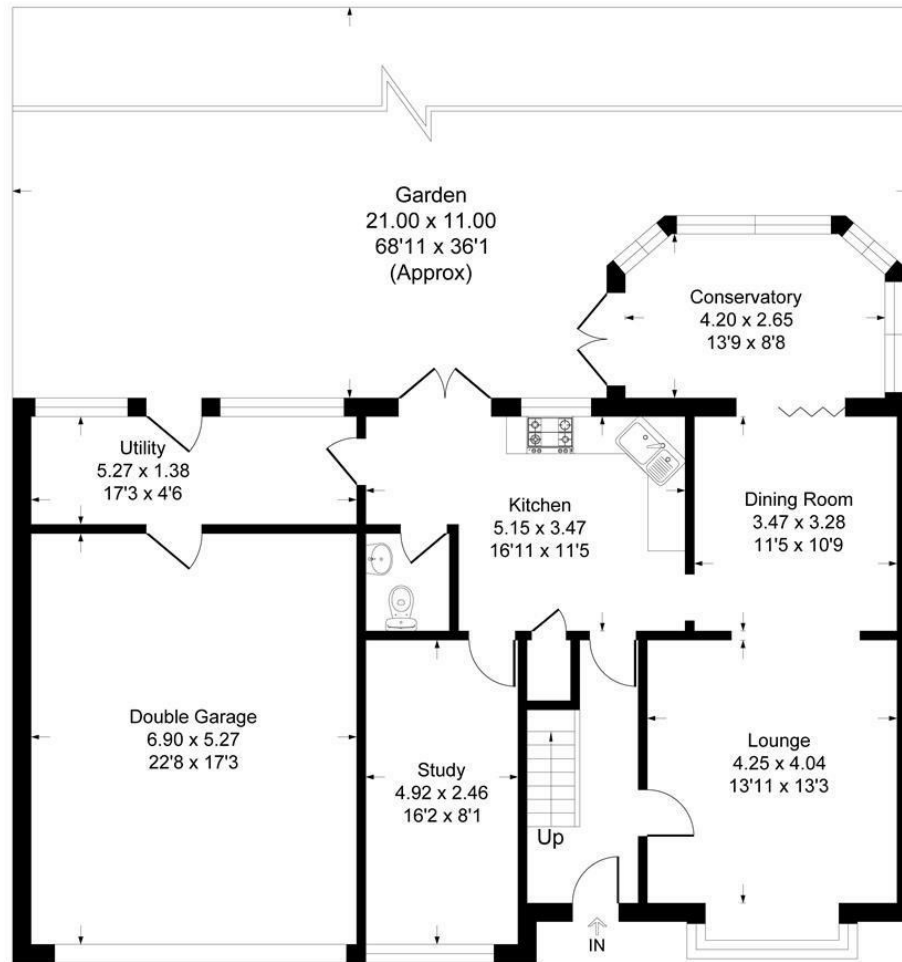 Garden
21.00 x 11.00
68'11 x 36'1
(Approx)
Conservatory
4.20 x 2.65
13'9 x 8'8
Utility
5.27 x 1.38
17'3 x 4'6
Kitchen
5.15 x 3.47
16'11 x 11'5
Dining Room
3.47 x 3.28
11'5 x 10'9
Double Garage
6.90 x 5.27
22'8 x 17'3
Study
4.92 x 2.46
16'2 x 8'1
Lounge
4.25 x 4.04
13'11 x 13'3
Up
IN